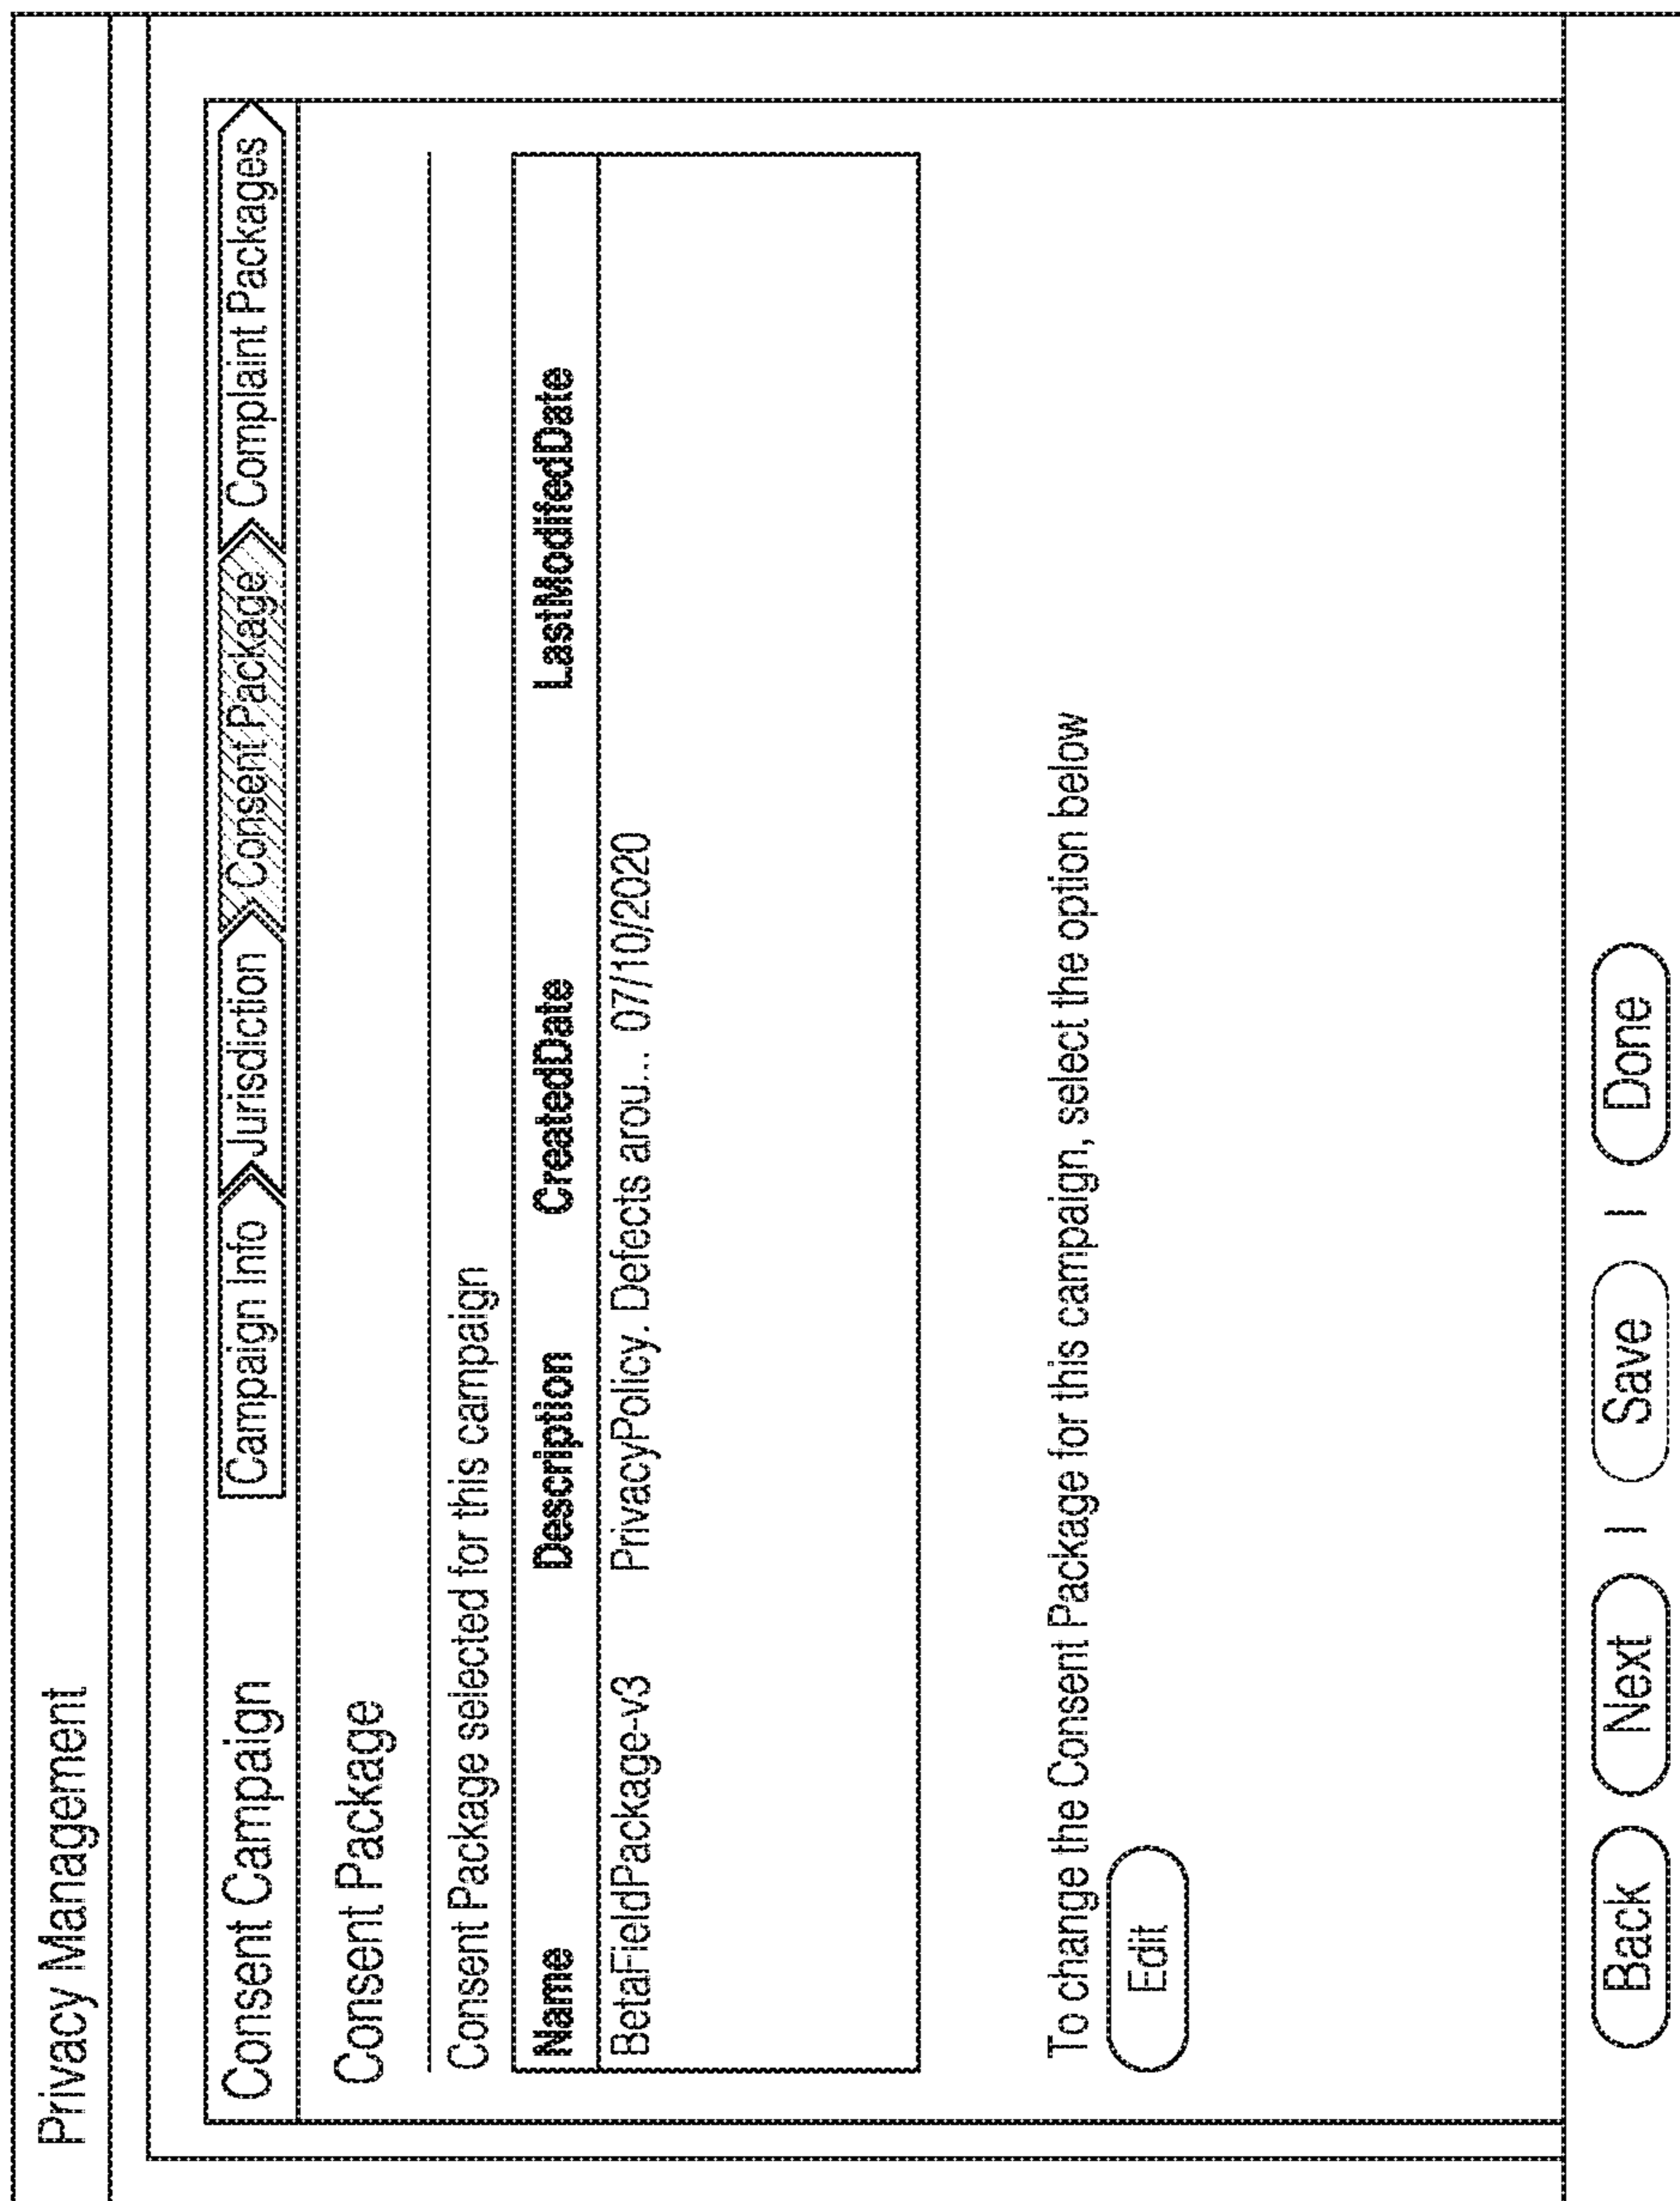 Privacy Management
Consent Campaign Campaign Info Jurisdiction Consent Package Complaint Packages
Consent Package
Consent Package selected for this campaign
Name Description CreatedDate LastModifedDate
BetaFieldPackage-v3 PrivacyPolicy. Defects arou... 07/10/2020
To change the Consent Package for this campaign, select the option below
Edit
Back Next | Save | Done